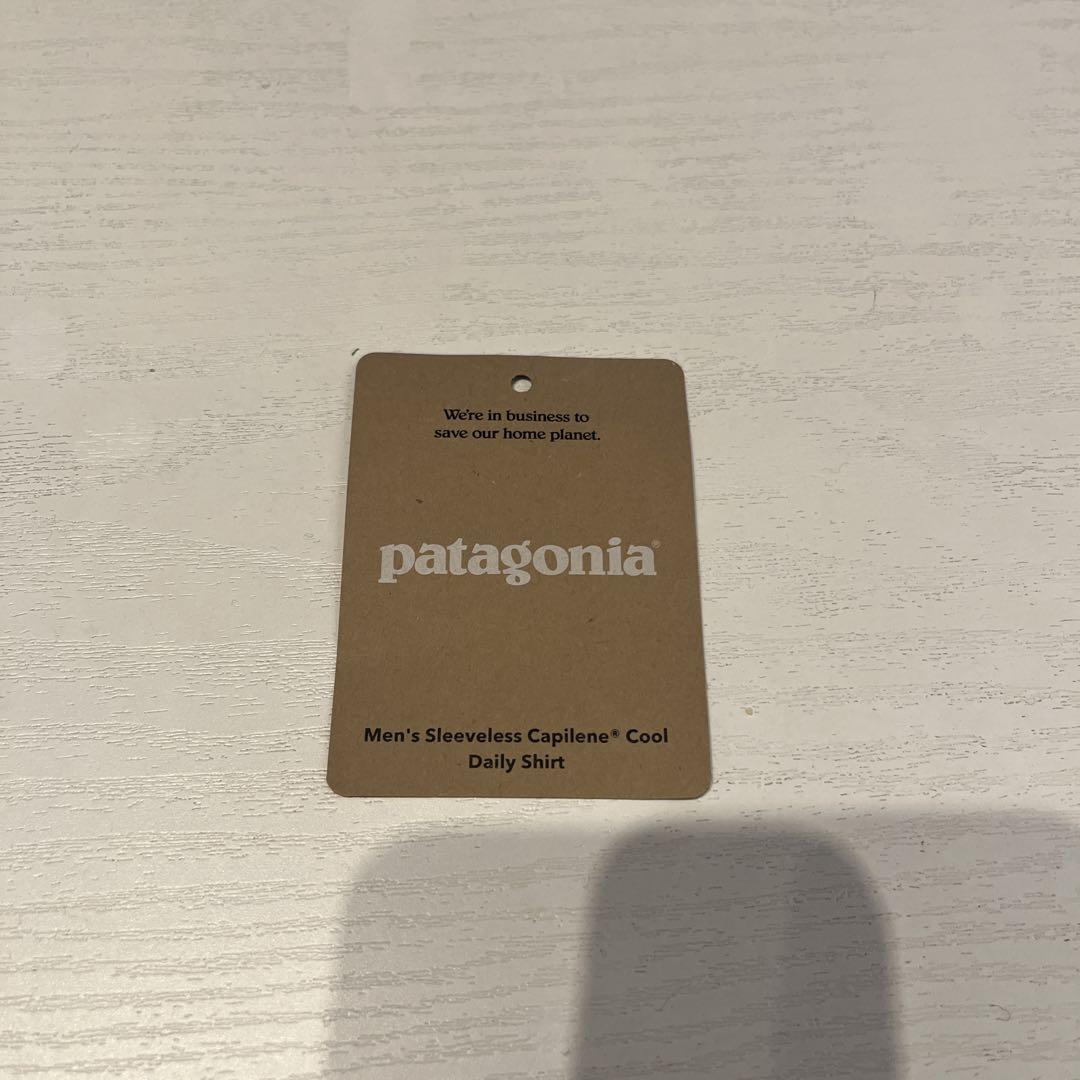 We're in business to
save our home planet.
patagonia®
Men's Sleeveless Capilene® Cool
Daily Shirt